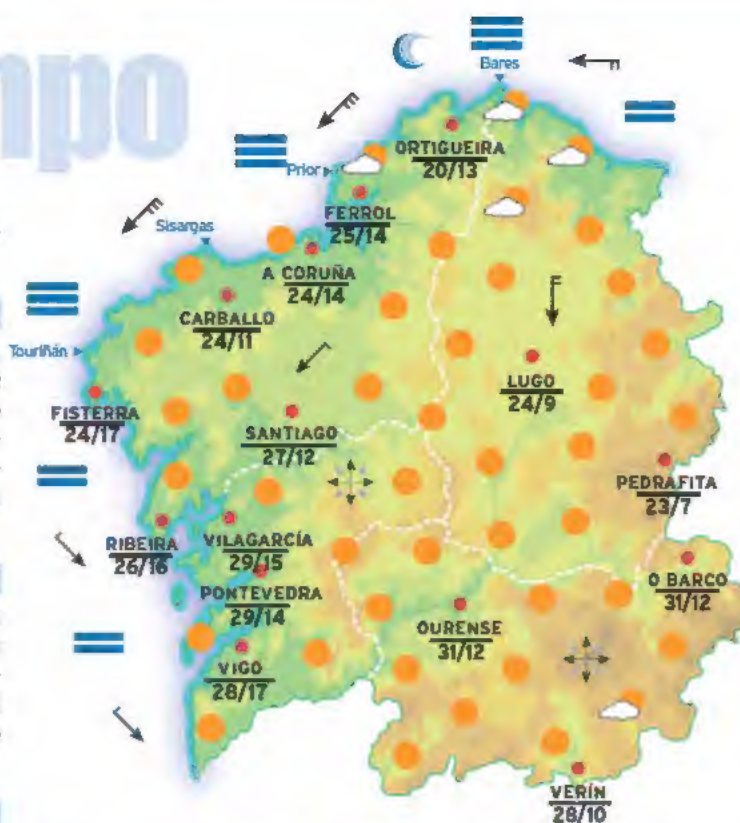 mpo
Bares
ORTIGUEIRA
20/13
Prior
FERROL
25/14
Sisargas
A CORUÑA
24/14
CARBALLO
24/11
Touriñán
LUGO
24/9
FISTERRA
24/17
SANTIAGO
27/12
PEDRAFITA
23/7
RIBEIRA
26/16
VILAGARCÍA
29/15
O BARCO
31/12
PONTEVEDRA
29/14
OURENSE
31/12
VIGO
28/17
VERÍN
28/10